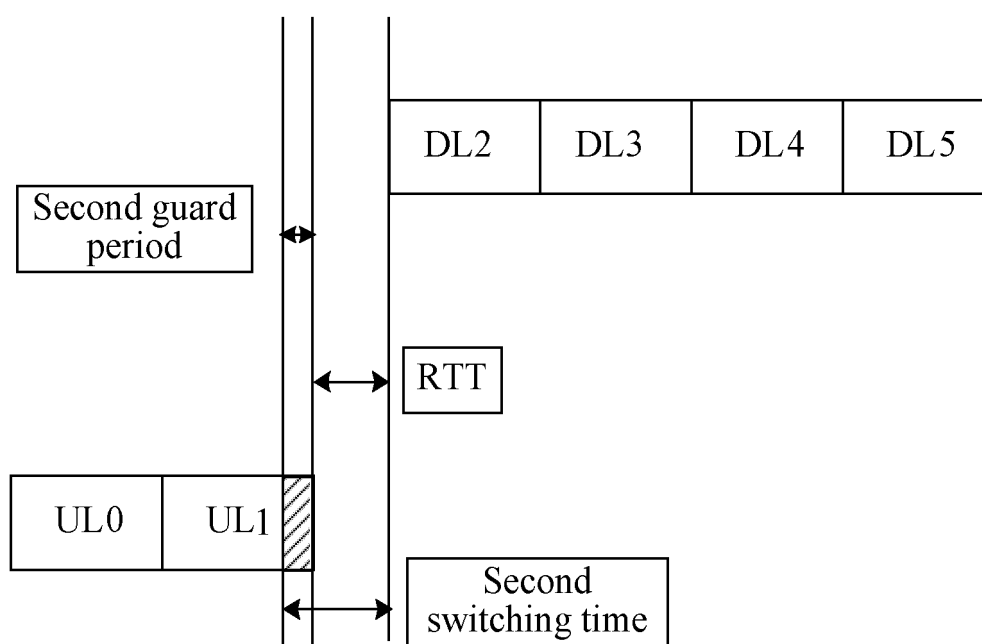 DL2 DL3 DL4 DL5
Second guard
period
RTT
UL0 UL1
Second
switching time